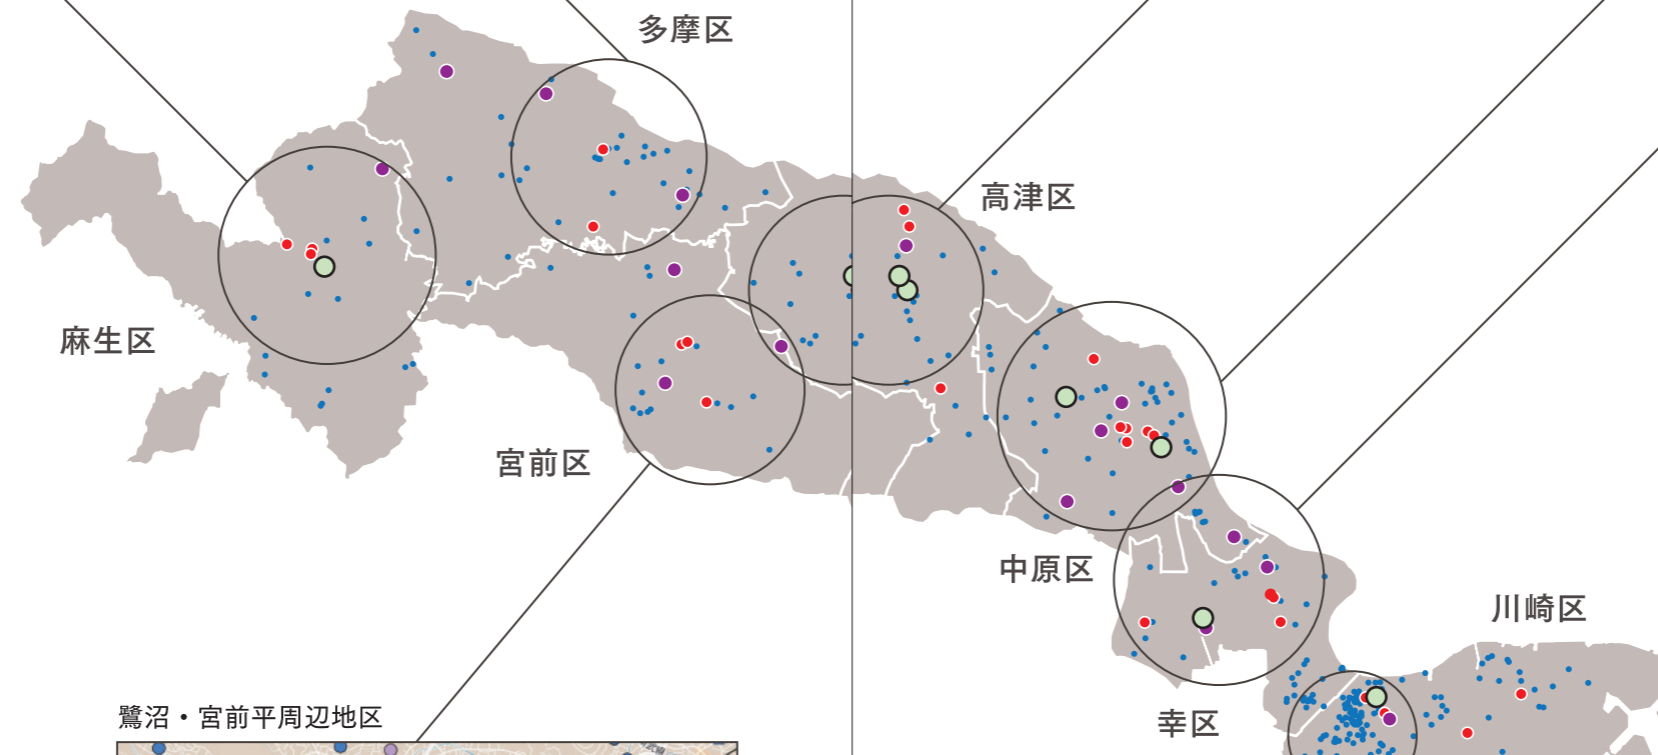 多摩区
高津区
麻生区
宮前区
中原区
川崎区
幸区
鷺沼・宮前平周辺地区